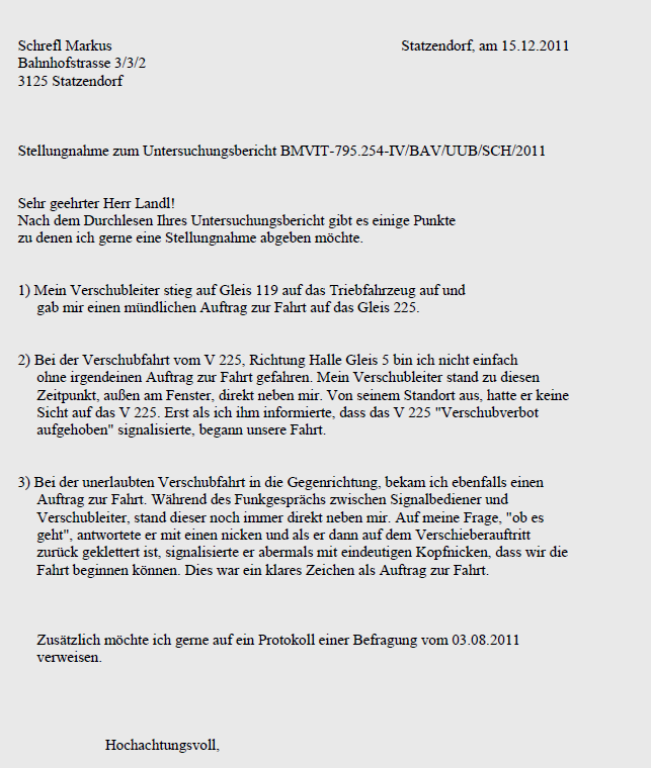 Schrefl Markus Statzendorf, am 15.12.2011
Bahnhofstrasse 3/3/2
3125 Statzendorf
Stellungnahme zum Untersuchungsbericht BMVIT-795.254-IV/BAV/UUB/SCH/2011
Sehr geehrter Herr Landl!
Nach dem Durchlesen Ihres Untersuchungsbericht gibt es einige Punkte
zu denen ich gerne eine Stellungnahme abgeben möchte.
1) Mein Verschubleiter stieg auf Gleis 119 auf das Triebfahrzeug auf und
gab mir einen mündlichen Auftrag zur Fahrt auf das Gleis 225.
2) Bei der Verschubfahrt vom V 225, Richtung Halle Gleis 5 bin ich nicht einfach
ohne irgendeinen Auftrag zur Fahrt gefahren. Mein Verschubleiter stand zu diesen
Zeitpunkt, außen am Fenster, direkt neben mir. Von seinem Standort aus, hatte er keine
Sicht auf das V 225. Erst als ich ihm informierte, dass das V 225 "Verschubverbot
aufgehoben" signalisierte, begann unsere Fahrt.
3) Bei der unerlaubten Verschubfahrt in die Gegenrichtung, bekam ich ebenfalls einen
Auftrag zur Fahrt. Während des Funkgesprächs zwischen Signalbediener und
Verschubleiter, stand dieser noch immer direkt neben mir. Auf meine Frage, "ob es
geht", antwortete er mit einen nicken und als er dann auf dem Verschieberauftritt
zurück geklettert ist, signalisierte er abermals mit eindeutigen Kopfnicken, dass wir die
Fahrt beginnen können. Dies war ein klares Zeichen als Auftrag zur Fahrt.
Zusätzlich möchte ich gerne auf ein Protokoll einer Befragung vom 03.08.2011
verweisen.
Hochachtungsvoll,